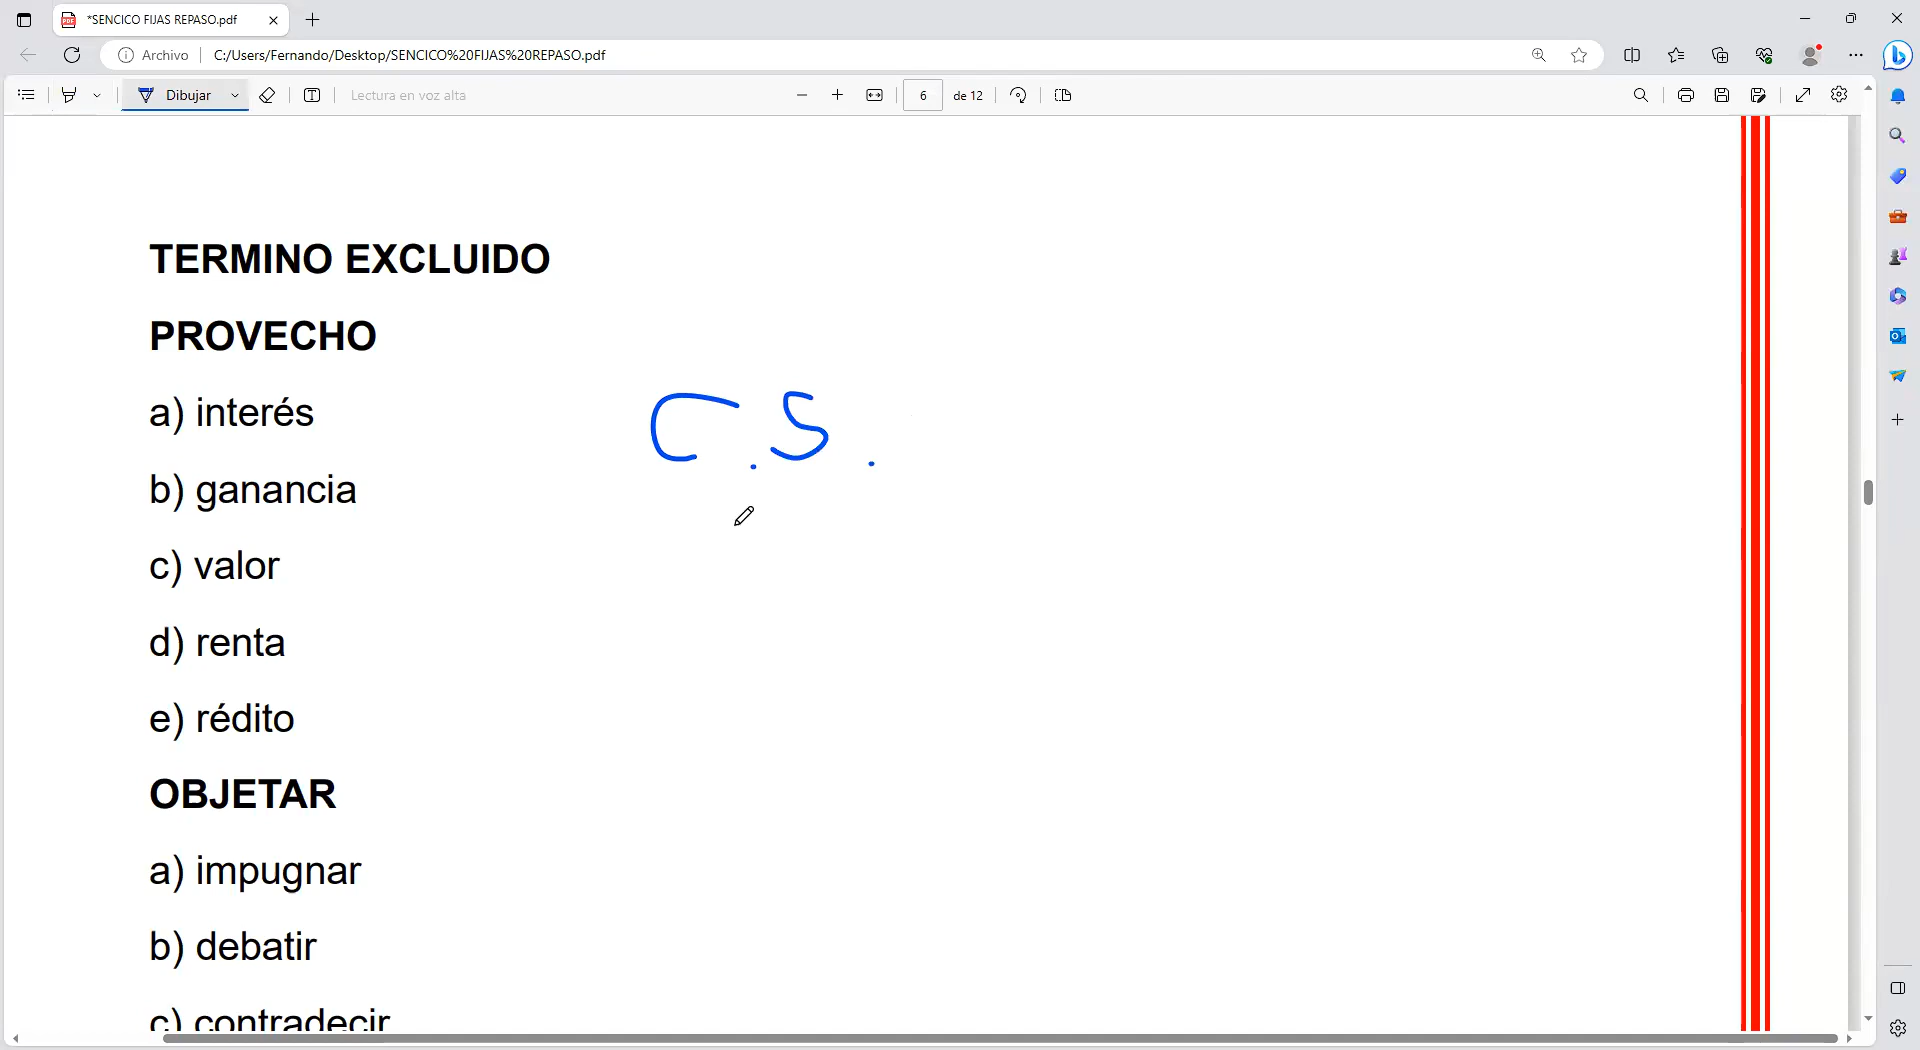 *SENCICO FIJAS REPASO.pdf
Archivo C:/Users/Fernando/Desktop/SENCICO%20FIJAS%20REPASO.pdf
Dibujar Lectura en voz alta 6 de 12
TERMINO EXCLUIDO
PROVECHO
a) interés
C.S.
b) ganancia
c) valor
d) renta
e) rédito
OBJETAR
a) impugnar
b) debatir
c) contradecir